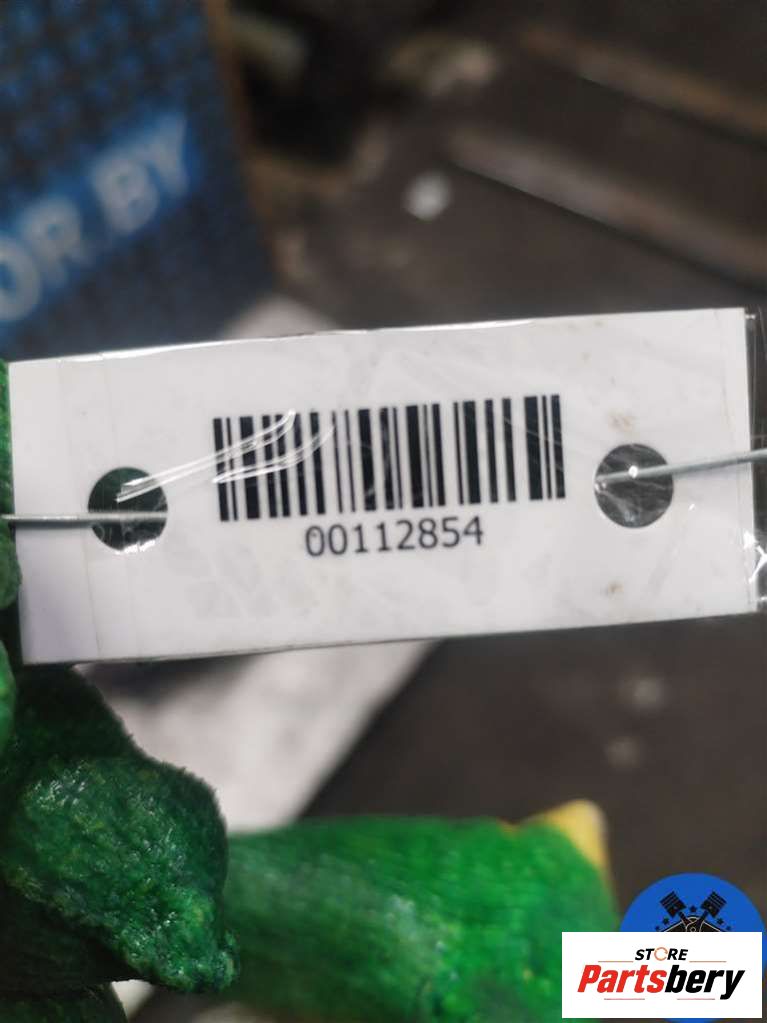 OR BY
00112854
STORE
Partsbery